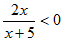 2x/(x+5) < 0